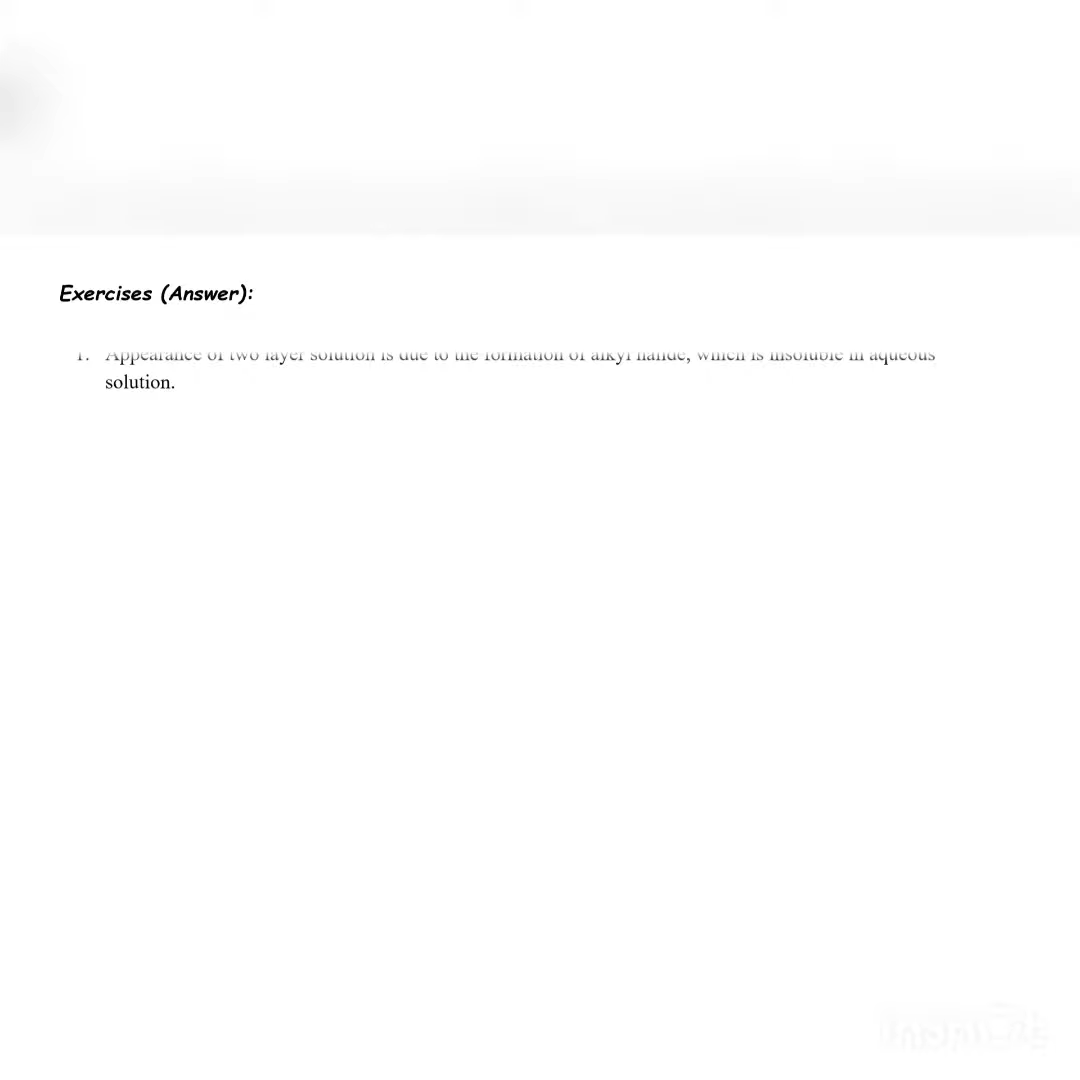 Exercises (Answer):
1. Appearance of two layer solution is due to the formation of alkyl halide, which is insoluble in aqueous
solution.